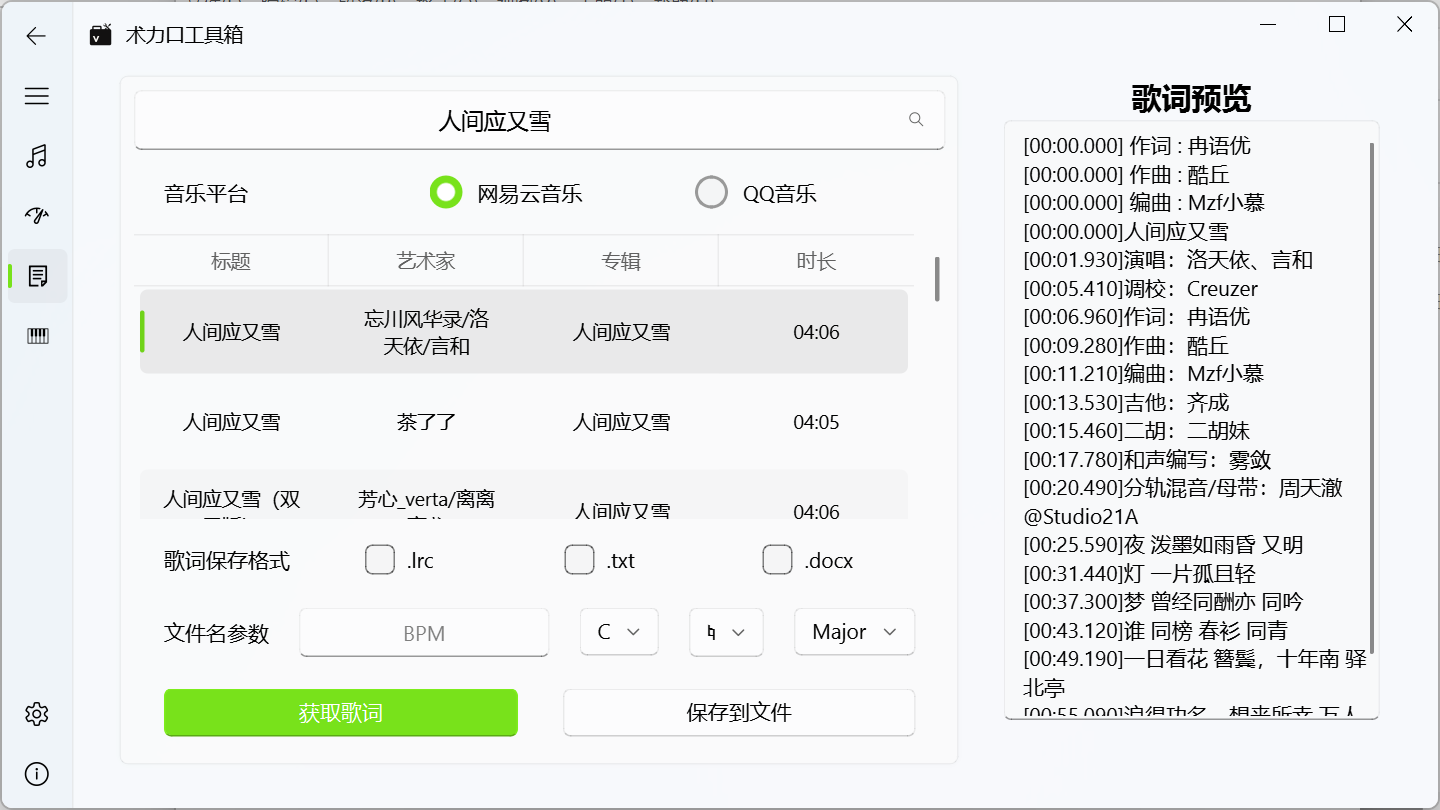 术力口工具箱
人间应又雪
音乐平台
网易云音乐
QQ音乐
标题
艺术家
专辑
时长
人间应又雪
忘川风华录/洛
天依/言和
人间应又雪
04:06
人间应又雪
茶了了
人间应又雪
04:05
人间应又雪（双
芳心_verta/离离
人间应又雪
04:06
歌词保存格式
.lrc
.txt
.docx
文件名参数
BPM
C
♮
Major
获取歌词
保存到文件
歌词预览
[00:00.000] 作词 : 冉语优
[00:00.000] 作曲 : 酷丘
[00:00.000] 编曲 : Mzf小慕
[00:00.000]人间应又雪
[00:01.930]演唱：洛天依、言和
[00:05.410]调校：Creuzer
[00:06.960]作词：冉语优
[00:09.280]作曲：酷丘
[00:11.210]编曲：Mzf小慕
[00:13.530]吉他：齐成
[00:15.460]二胡：二胡妹
[00:17.780]和声编写：雾敛
[00:20.490]分轨混音/母带：周天澈
@Studio21A
[00:25.590]夜 泼墨如雨昏 又明
[00:31.440]灯 一片孤且轻
[00:37.300]梦 曾经同酬亦 同吟
[00:43.120]谁 同榜 春衫 同青
[00:49.190]一日看花 簪鬓，十年南 驿
北亭
[00:55.090]浪得功名，想来所幸 万人